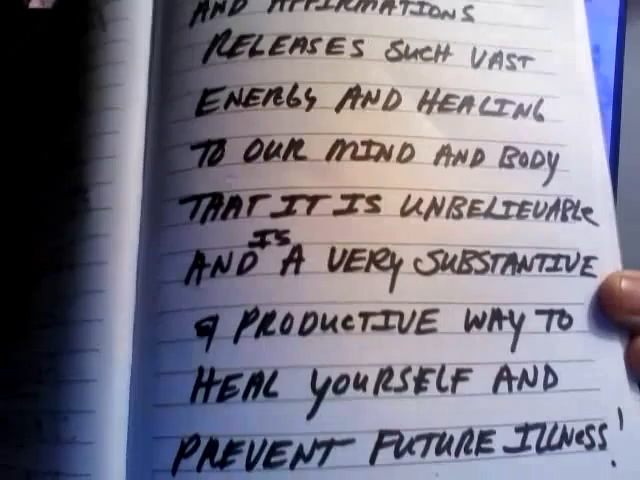 AND AFFIRMATIONS
RELEASES SUCH VAST
ENERGY AND HEALING
TO OUR MIND AND BODY
THAT IT IS UNBELIEVABLE
IS
AND A VERY SUBSTANTIVE
& PRODUCTIVE WAY TO
HEAL YOURSELF AND
PREVENT FUTURE ILLNESS!